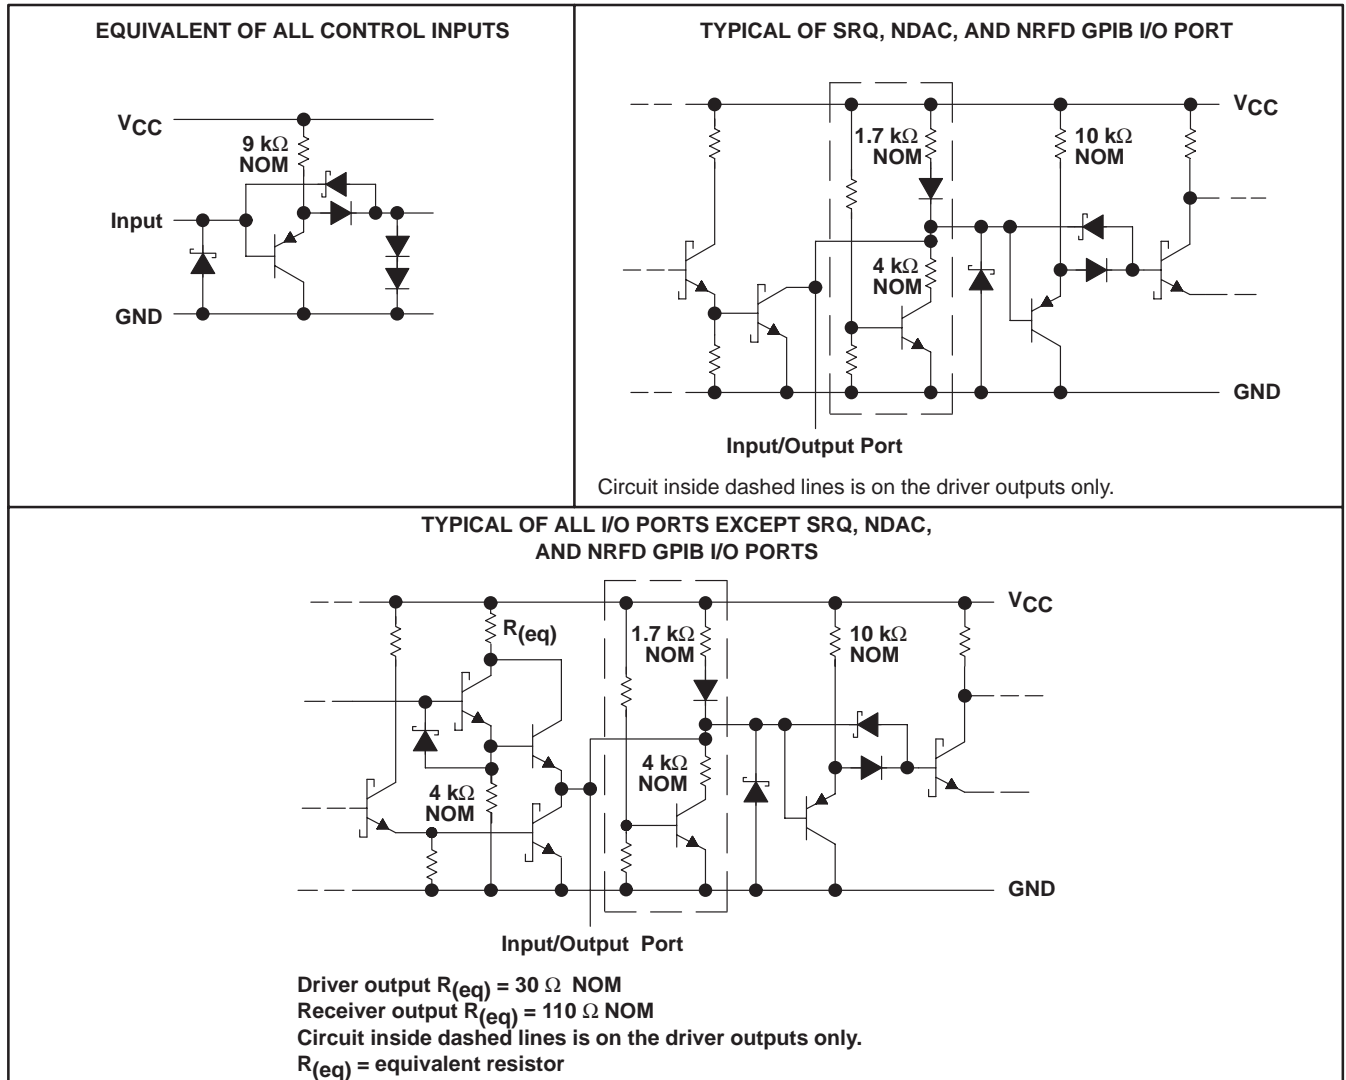 EQUIVALENT OF ALL CONTROL INPUTS
VCC
9 kΩ
NOM
Input
GND
TYPICAL OF SRQ, NDAC, AND NRFD GPIB I/O PORT
VCC
1.7 kΩ
NOM
10 kΩ
NOM
4 kΩ
NOM
GND
Input/Output Port
Circuit inside dashed lines is on the driver outputs only.
TYPICAL OF ALL I/O PORTS EXCEPT SRQ, NDAC,
AND NRFD GPIB I/O PORTS
VCC
R(eq)
1.7 kΩ
NOM
10 kΩ
NOM
4 kΩ
NOM
4 kΩ
NOM
GND
Input/Output Port
Driver output R(eq) = 30 Ω NOM
Receiver output R(eq) = 110 Ω NOM
Circuit inside dashed lines is on the driver outputs only.
R(eq) = equivalent resistor